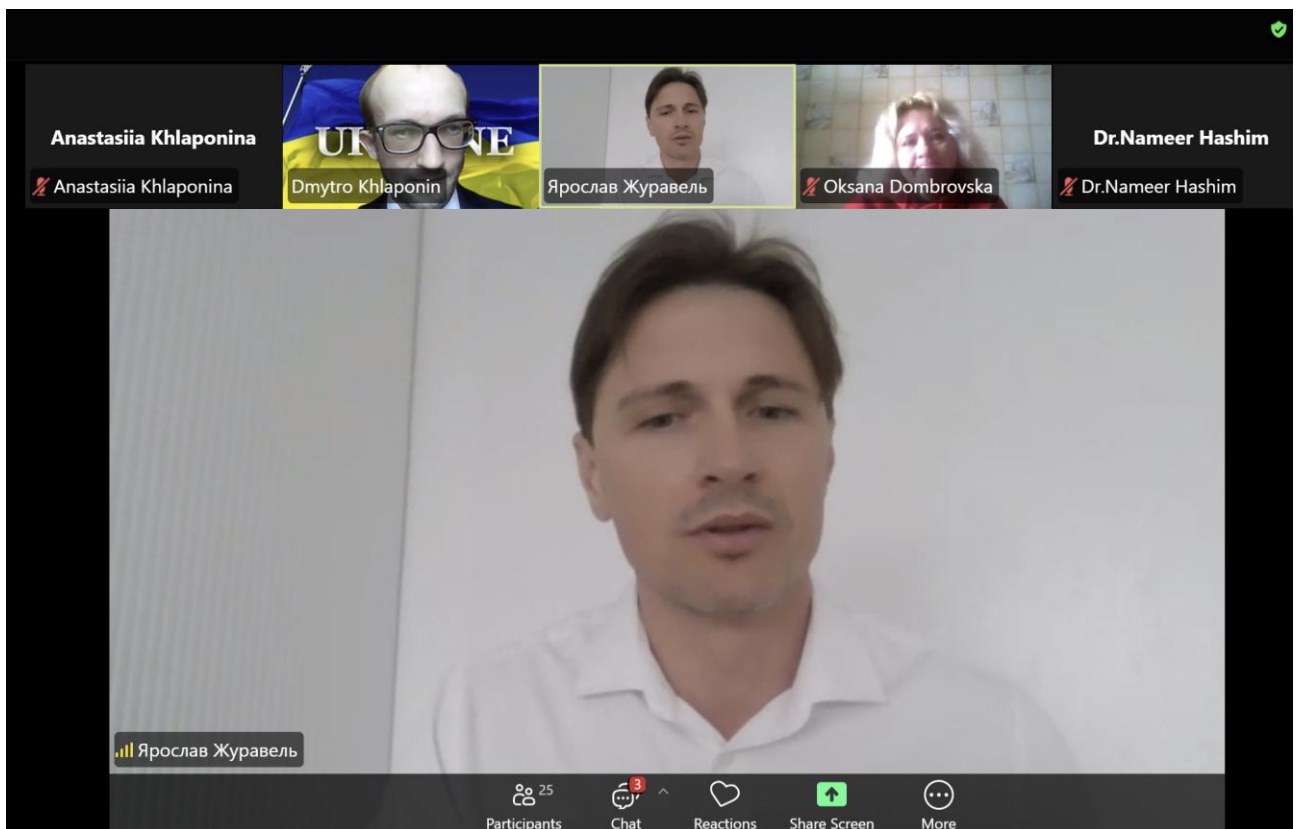 Anastasiia Khlaponina
Dr.Nameer Hashim
Anastasiia Khlaponina
Dmytro Khlaponin
Ярослав Журавель
Oksana Dombrovska
Dr.Nameer Hashim
Ярослав Журавель
25
3
Participants
Chat
Reactions
Share Screen
More